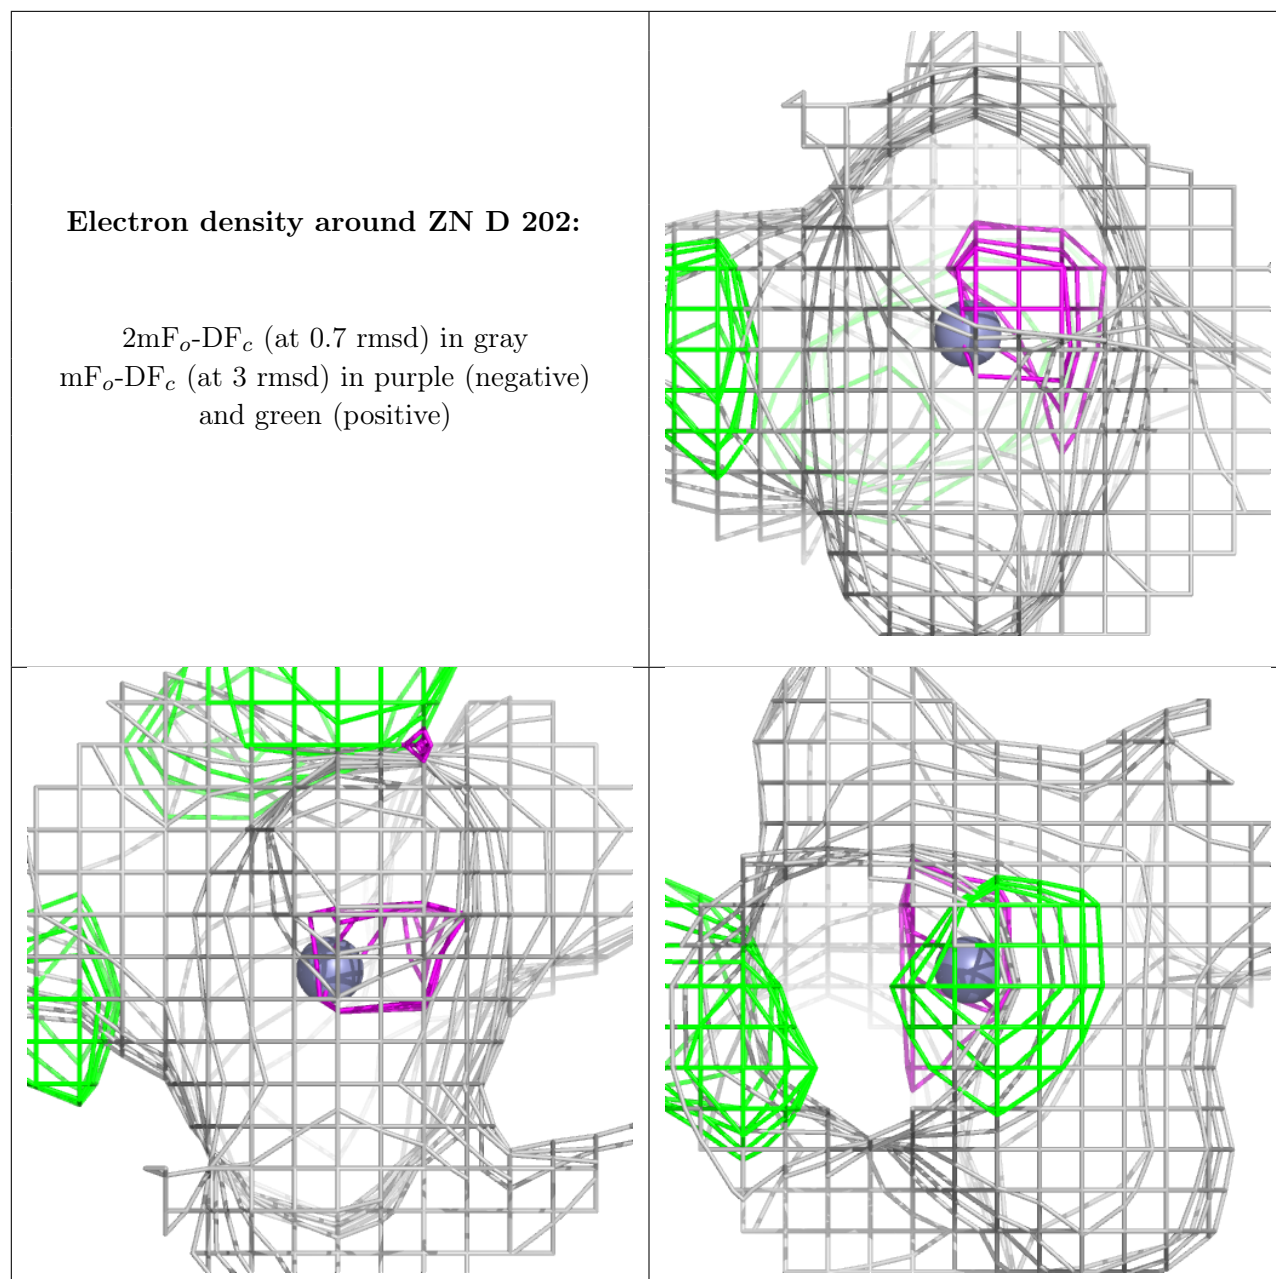 Electron density around ZN D 202:
2mFo-DFc (at 0.7 rmsd) in gray
mFo-DFc (at 3 rmsd) in purple (negative)
and green (positive)